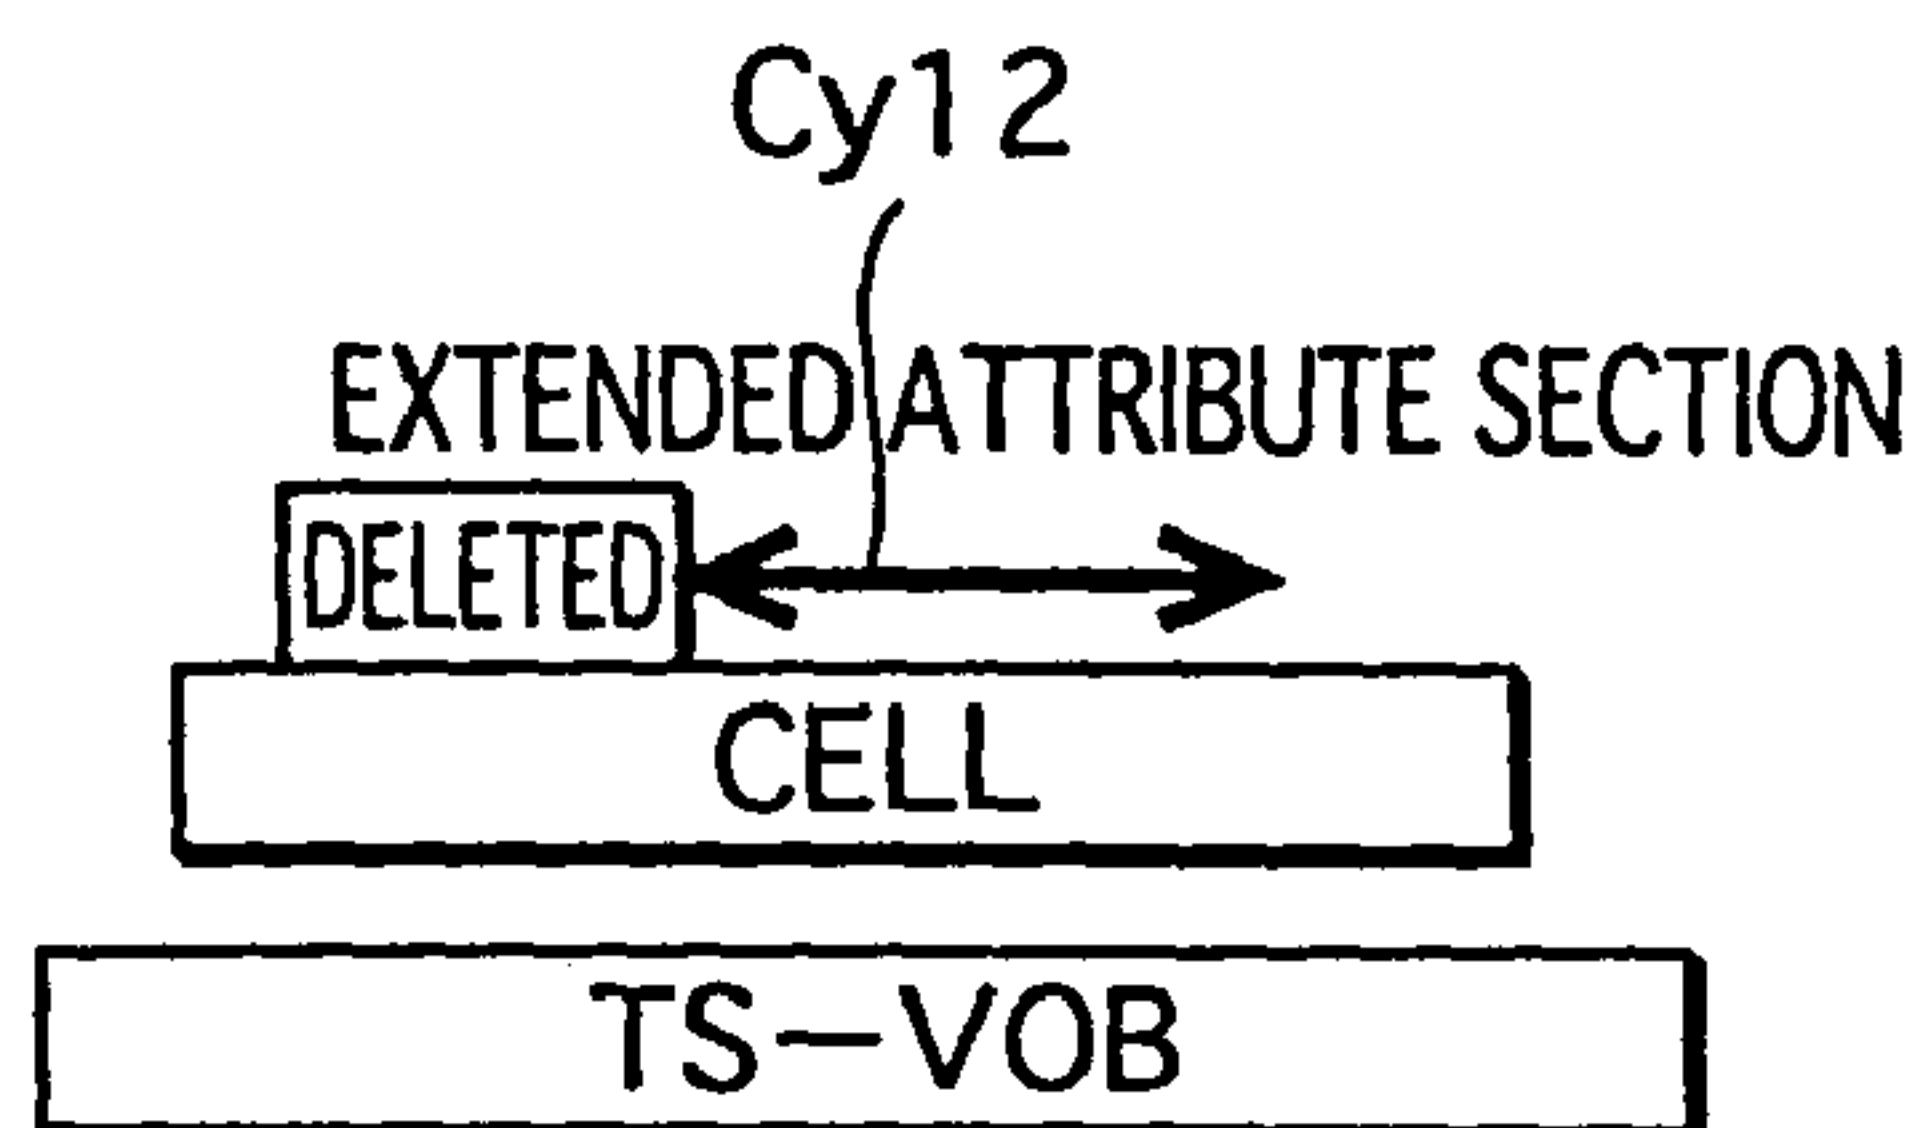 Cy12
EXTENDED ATTRIBUTE SECTION
DELETED
CELL
TS-VOB